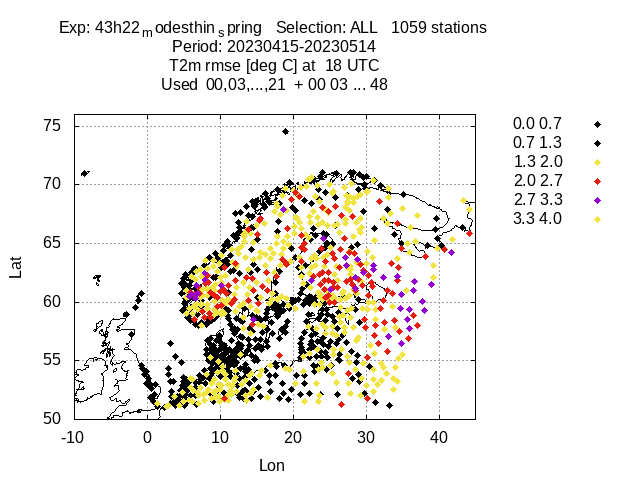 Exp: 43h22modesthinspring Selection: ALL 1059 stations
Period: 20230415-20230514
T2m rmse [deg C] at 18 UTC
Used 00,03,...,21 + 00 03 ... 48
75
70
65
60
55
50
Lat
-10 0 10 20 30 40
Lon
0.0 0.7
0.7 1.3
1.3 2.0
2.0 2.7
2.7 3.3
3.3 4.0